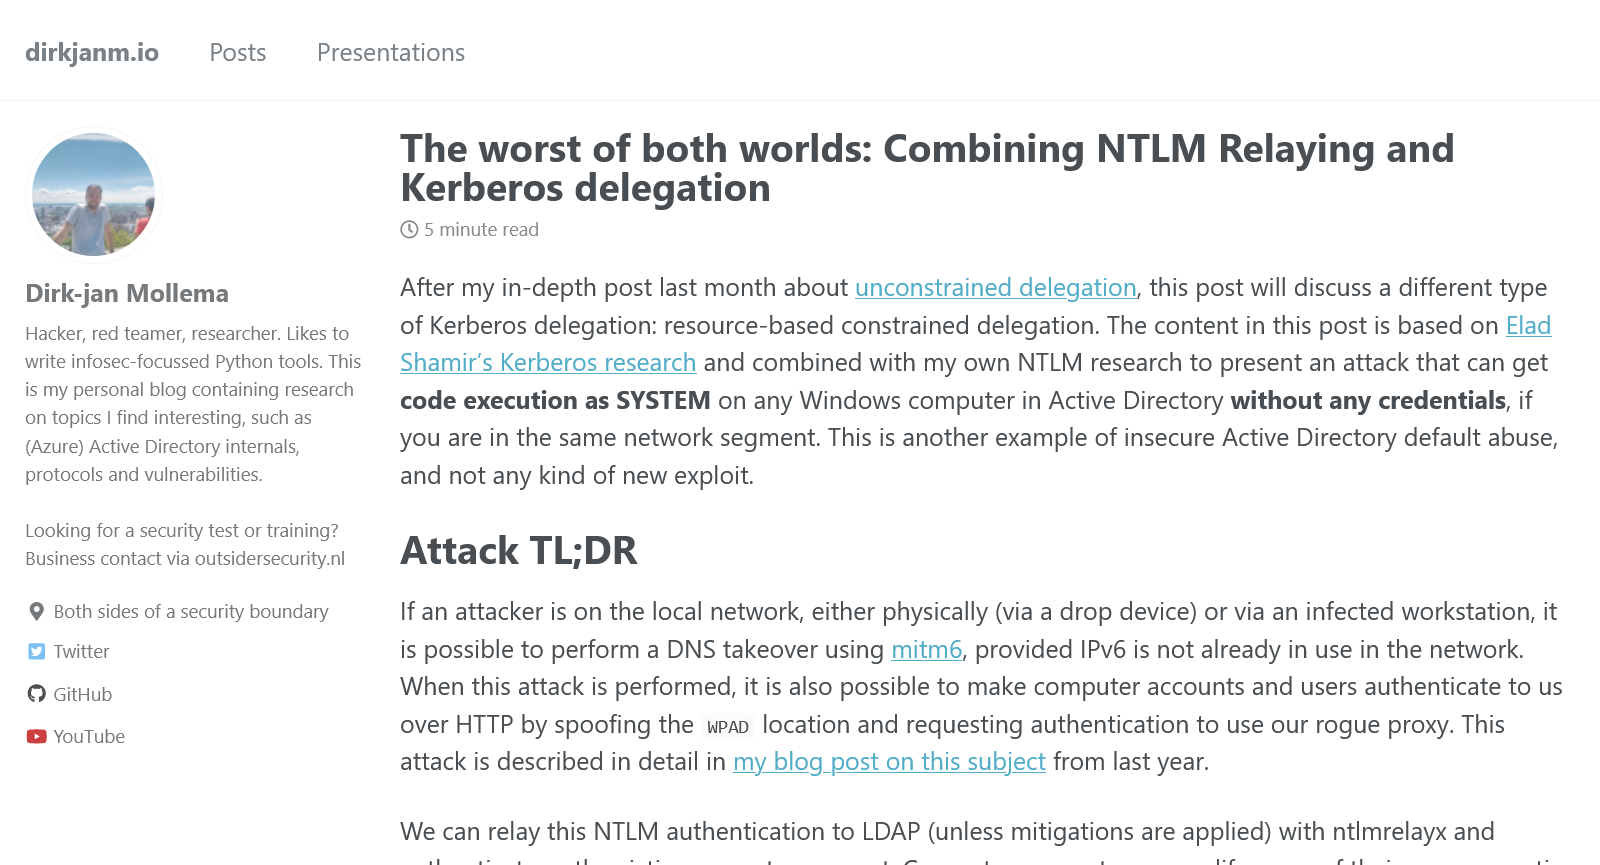 dirkjanm.io Posts Presentations
Dirk-jan Mollema
Hacker, red teamer, researcher. Likes to
write infosec-focussed Python tools. This
is my personal blog containing research
on topics I find interesting, such as
(Azure) Active Directory internals,
protocols and vulnerabilities.
Looking for a security test or training?
Business contact via outsidersecurity.nl
Both sides of a security boundary
Twitter
GitHub
YouTube
The worst of both worlds: Combining NTLM Relaying and
Kerberos delegation
5 minute read
After my in-depth post last month about unconstrained delegation, this post will discuss a different type
of Kerberos delegation: resource-based constrained delegation. The content in this post is based on Elad
Shamir’s Kerberos research and combined with my own NTLM research to present an attack that can get
code execution as SYSTEM on any Windows computer in Active Directory without any credentials, if
you are in the same network segment. This is another example of insecure Active Directory default abuse,
and not any kind of new exploit.
Attack TL;DR
If an attacker is on the local network, either physically (via a drop device) or via an infected workstation, it
is possible to perform a DNS takeover using mitm6, provided IPv6 is not already in use in the network.
When this attack is performed, it is also possible to make computer accounts and users authenticate to us
over HTTP by spoofing the WPAD location and requesting authentication to use our rogue proxy. This
attack is described in detail in my blog post on this subject from last year.
We can relay this NTLM authentication to LDAP (unless mitigations are applied) with ntlmrelayx and